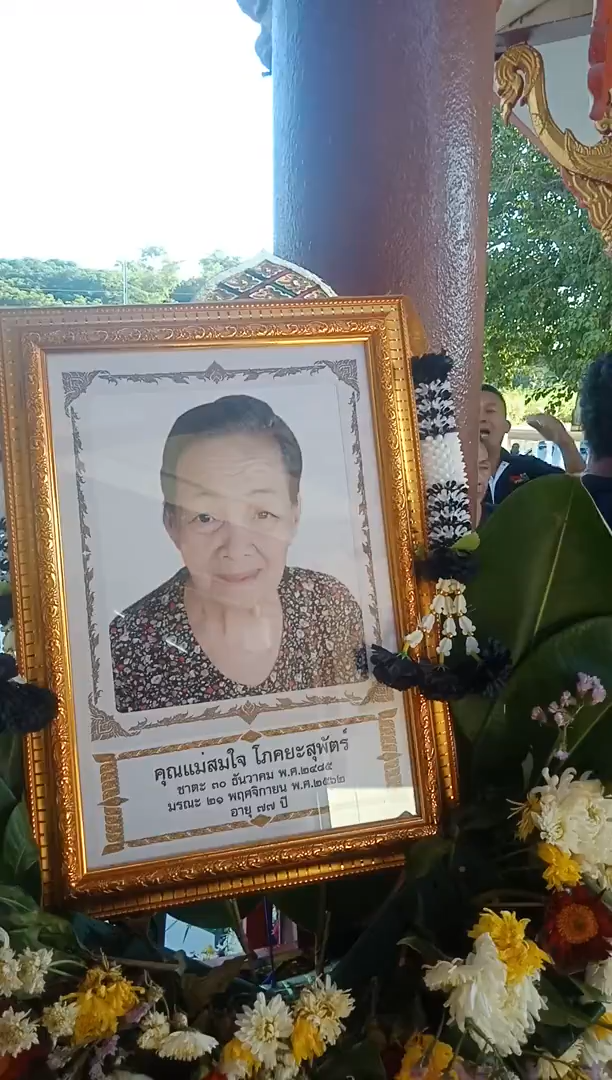 คุณแม่สมใจ โภคยะสุพัตร์
ชาตะ ๓๐ ธันวาคม พ.ศ.๒๔๘๕
มรณะ ๒๑ พฤศจิกายน พ.ศ.๒๕๖๒
อายุ ๗๗ ปี